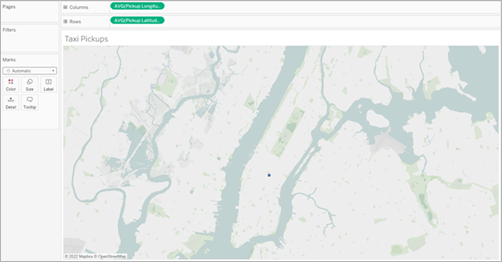 Pages
Columns
AVG(Pickup) Longitu..
Rows
AVG(Pickup) Latitud..
Filters
Taxi Pickups
Marks
Automatic
Color Size Label
Detail Tooltip
© 2022 Mapbox © OpenStreetMap